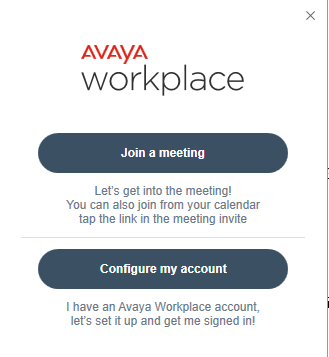 AVAYA
workplace
Join a meeting
Let's get into the meeting!
You can also join from your calendar
tap the link in the meeting invite
Configure my account
I have an Avaya Workplace account,
let's set it up and get me signed in!